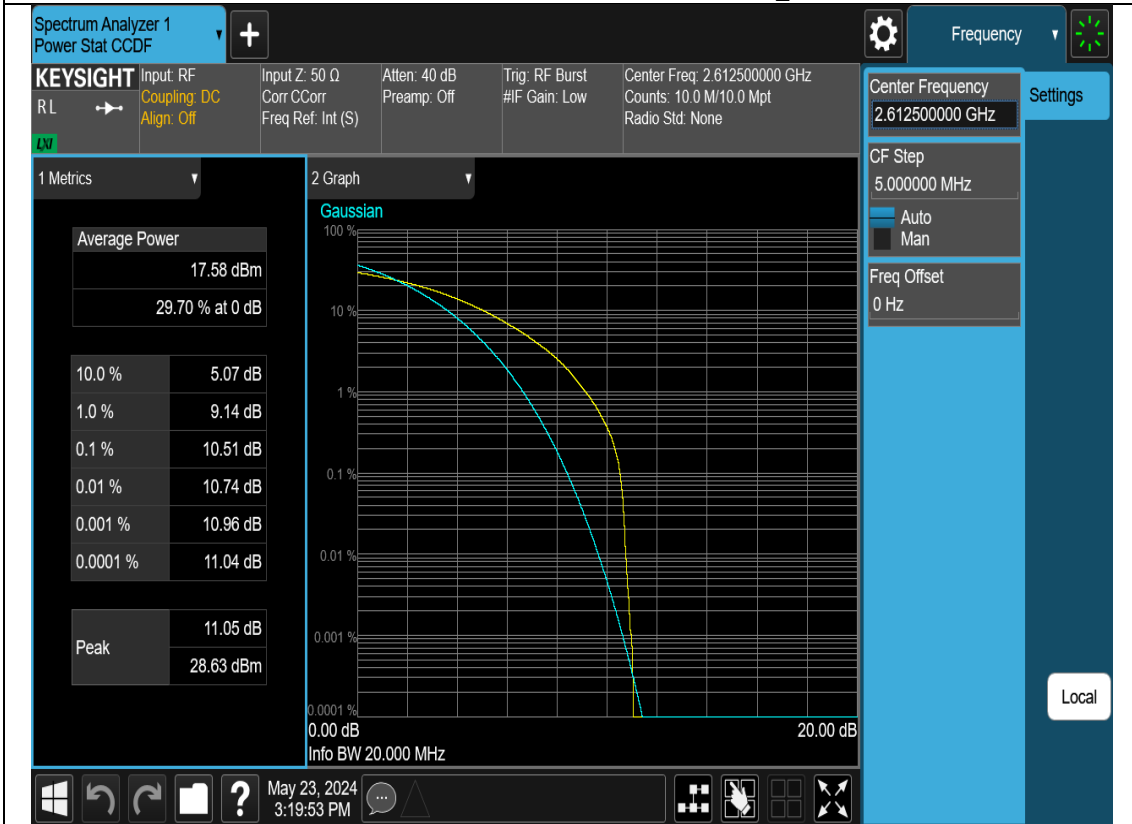 Spectrum Analyzer 1
Power Stat CCDF
+
Frequency
KEYSIGHT
RL
LXI
Input: RF
Coupling: DC
Align: Off
Input Z: 50 Ω
Corr CCorr
Freq Ref: Int (S)
Atten: 40 dB
Preamp: Off
Trig: RF Burst
#IF Gain: Low
Center Freq: 2.612500000 GHz
Counts: 10.0 M/10.0 Mpt
Radio Std: None
Center Frequency
2.612500000 GHz
Settings
CF Step
5.000000 MHz
Auto
Man
Freq Offset
0 Hz
Local
1 Metrics
Average Power
17.58 dBm
29.70 % at 0 dB
10.0 % 5.07 dB
1.0 % 9.14 dB
0.1 % 10.51 dB
0.01 % 10.74 dB
0.001 % 10.96 dB
0.0001 % 11.04 dB
Peak
11.05 dB
28.63 dBm
2 Graph
Gaussian
100 %
10 %
1 %
0.1 %
0.01 %
0.001 %
0.0001 %
0.00 dB 20.00 dB
Info BW 20.000 MHz
?
May 23, 2024
3:19:53 PM